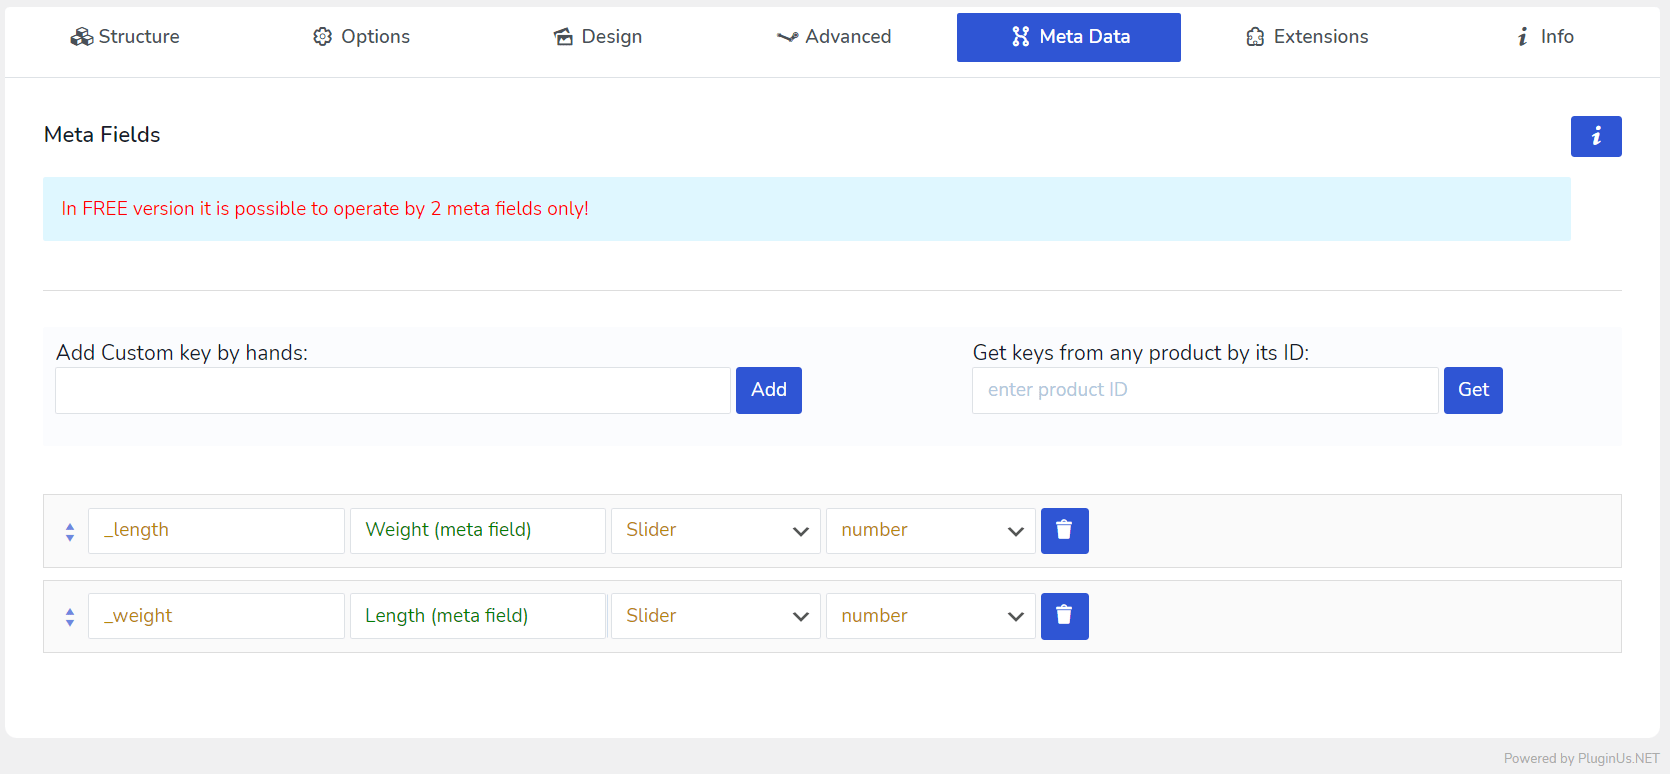 Structure Options Design Advanced Meta Data Extensions Info
Meta Fields
In FREE version it is possible to operate by 2 meta fields only!
Add Custom key by hands:
Add
Get keys from any product by its ID:
enter product ID Get
_length Weight (meta field) Slider number
_weight Length (meta field) Slider number
Powered by PluginUs.NET